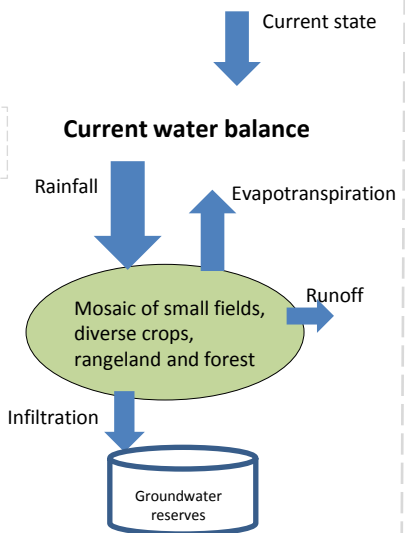 Current state
Current water balance
Rainfall
Evapotranspiration
Mosaic of small fields,
diverse crops,
rangeland and forest
Runoff
Infiltration
Groundwater
reserves